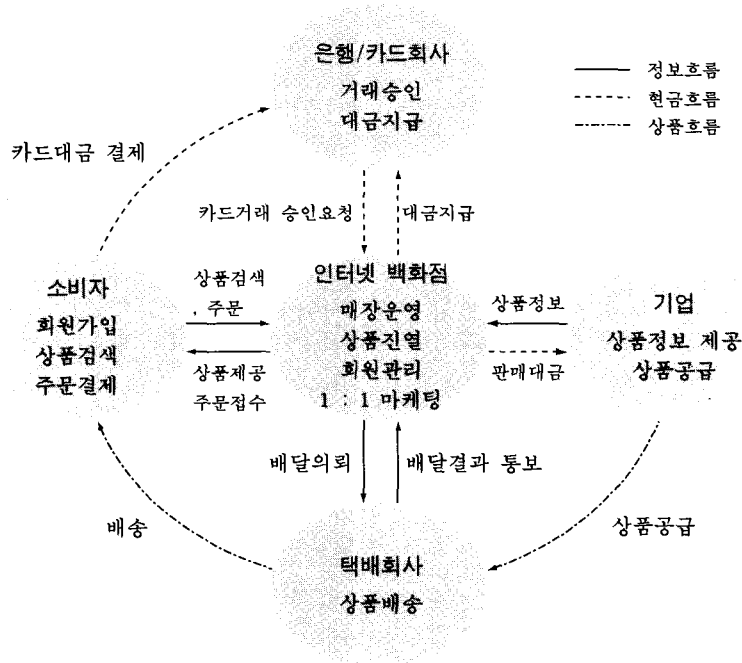 은행/카드회사
거래승인
대금지급
정보흐름
현금흐름
상품흐름
카드대금 결제
카드거래 승인요청
대금지급
소비자
회원가입
상품검색
주문결제
상품검색
주문
상품제공
주문접수
인터넷 백화점
매장운영
상품진열
회원관리
1 : 1 마케팅
상품정보
판매대금
기업
상품정보 제공
상품공급
배달의뢰
배달결과 통보
배송
상품공급
택배회사
상품배송